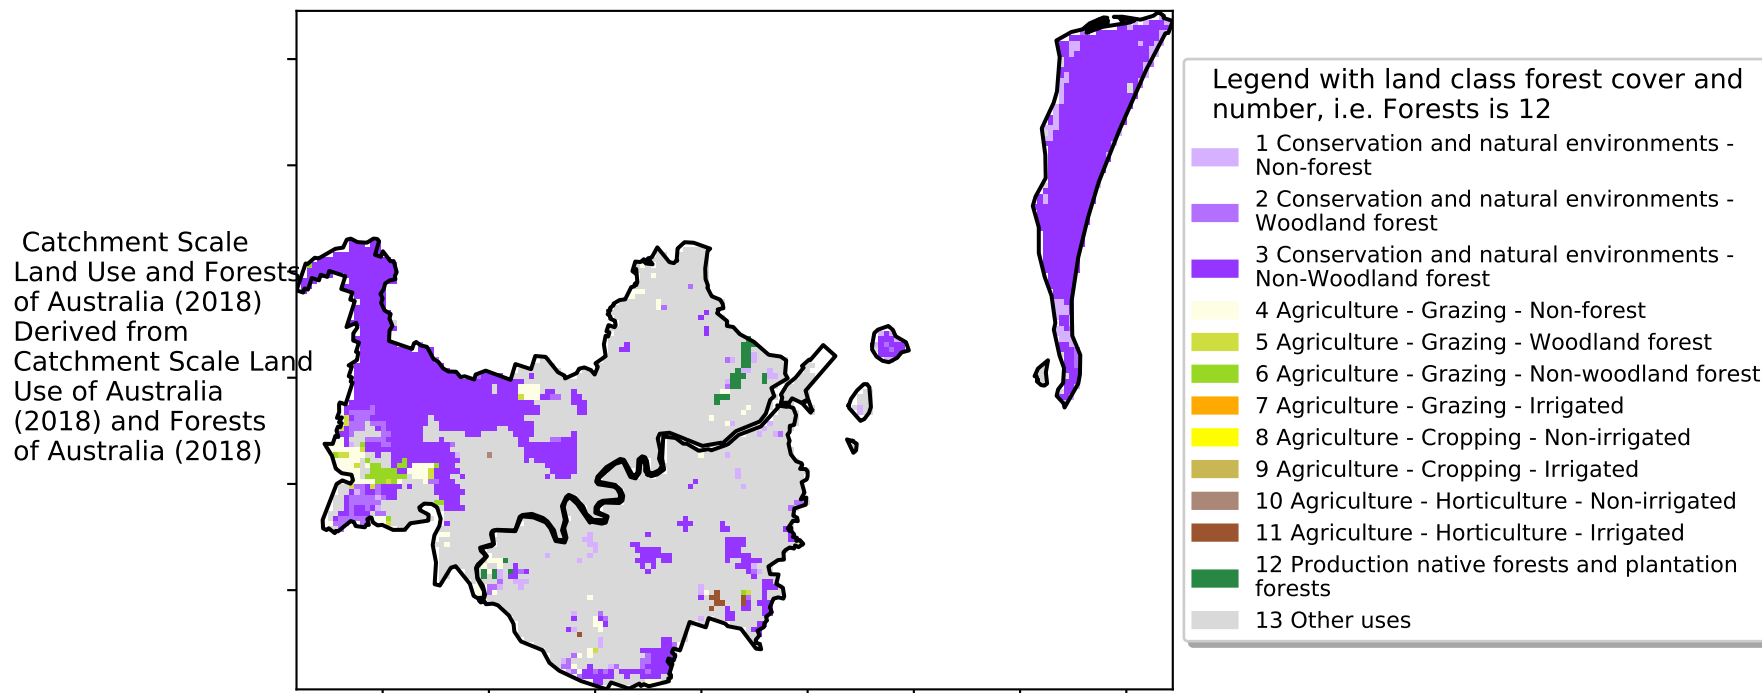 Catchment Scale
Land Use and Forests
of Australia (2018)
Derived from
Catchment Scale Land
Use of Australia
(2018) and Forests
of Australia (2018)
Legend with land class forest cover and
number, i.e. Forests is 12
1 Conservation and natural environments -
Non-forest
2 Conservation and natural environments -
Woodland forest
3 Conservation and natural environments -
Non-Woodland forest
4 Agriculture - Grazing - Non-forest
5 Agriculture - Grazing - Woodland forest
6 Agriculture - Grazing - Non-woodland forest
7 Agriculture - Grazing - Irrigated
8 Agriculture - Cropping - Non-irrigated
9 Agriculture - Cropping - Irrigated
10 Agriculture - Horticulture - Non-irrigated
11 Agriculture - Horticulture - Irrigated
12 Production native forests and plantation
forests
13 Other uses